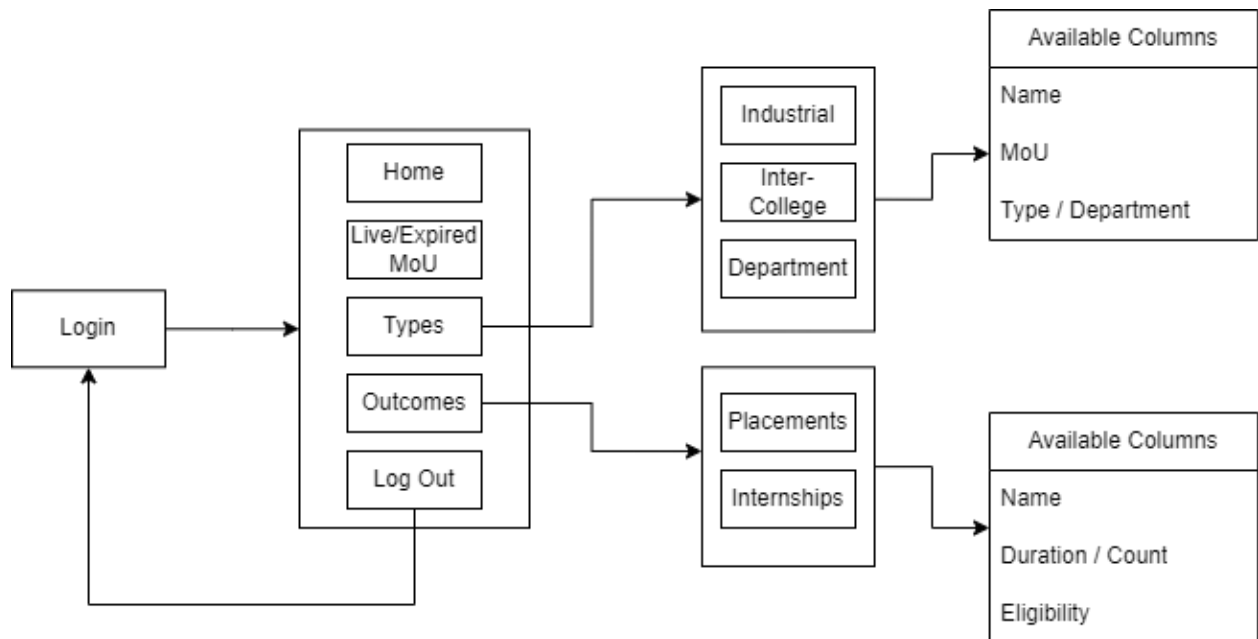 Login
Home
Live/Expired
MoU
Types
Outcomes
Log Out
Industrial
Inter-
College
Department
Placements
Internships
Available Columns
Name
MoU
Type / Department
Available Columns
Name
Duration / Count
Eligibility